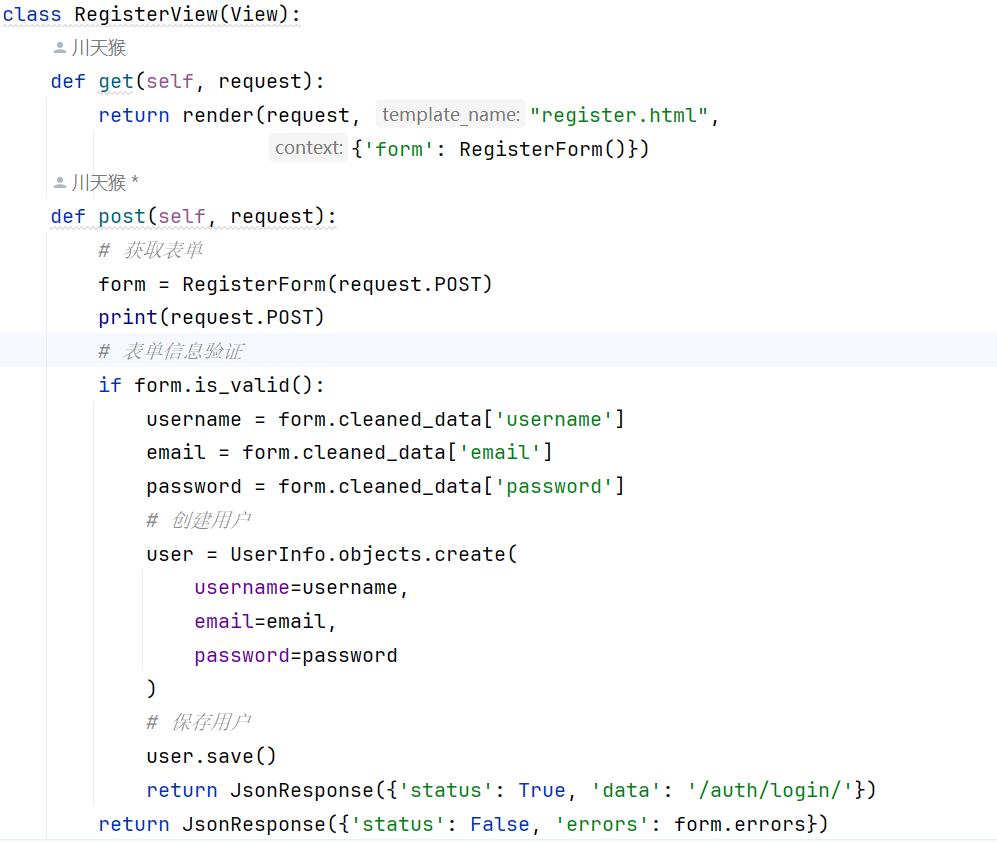 class RegisterView(View):
川天猴
def get(self, request):
return render(request, template_name: "register.html",
context: {'form': RegisterForm()})
川天猴 *
def post(self, request):
# 获取表单
form = RegisterForm(request.POST)
print(request.POST)
# 表单信息验证
if form.is_valid():
username = form.cleaned_data['username']
email = form.cleaned_data['email']
password = form.cleaned_data['password']
# 创建用户
user = UserInfo.objects.create(
username=username,
email=email,
password=password
)
# 保存用户
user.save()
return JsonResponse({'status': True, 'data': '/auth/login/'})
return JsonResponse({'status': False, 'errors': form.errors})